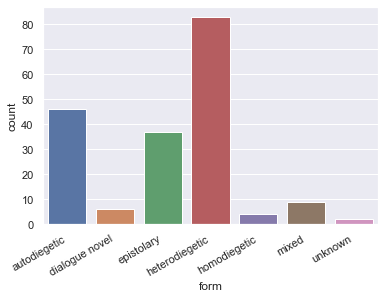 80
70
60
50
40
30
20
10
0
count
autodiegetic
dialogue novel
epistolary
heterodiegetic
homodiegetic
mixed
unknown
form